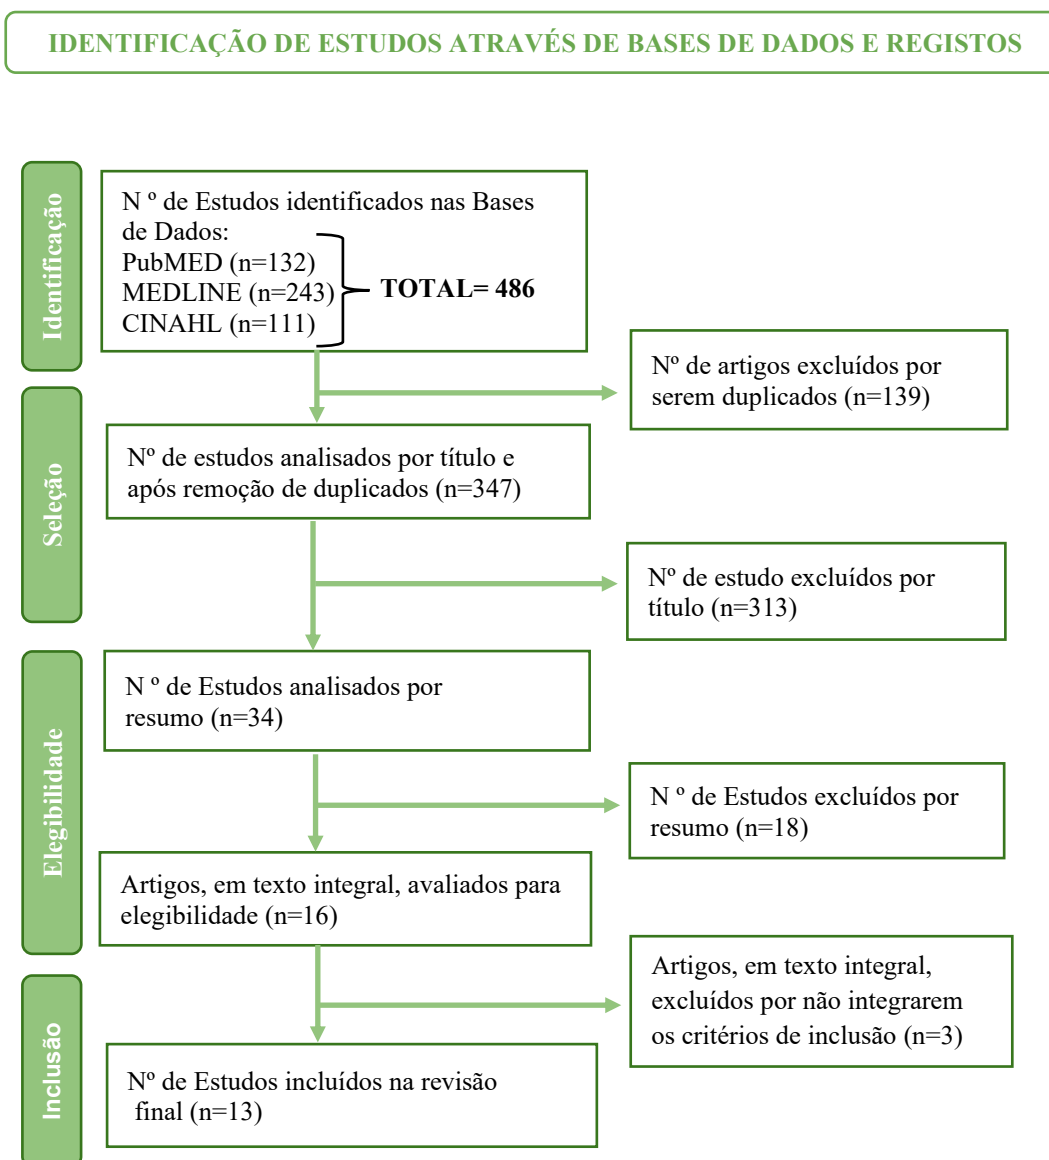 IDENTIFICAÇÃO DE ESTUDOS ATRAVÉS DE BASES DE DADOS E REGISTOS
Identificação
N º de Estudos identificados nas Bases
de Dados:
PubMED (n=132)
MEDLINE (n=243)
CINAHL (n=111)
TOTAL= 486
Nº de artigos excluídos por
serem duplicados (n=139)
Seleção
Nº de estudos analisados por título e
após remoção de duplicados (n=347)
Nº de estudo excluídos por
título (n=313)
Elegibilidade
N º de Estudos analisados por
resumo (n=34)
N º de Estudos excluídos por
resumo (n=18)
Artigos, em texto integral, avaliados para
elegibilidade (n=16)
Artigos, em texto integral,
excluídos por não integrarem
os critérios de inclusão (n=3)
Inclusão
Nº de Estudos incluídos na revisão
final (n=13)